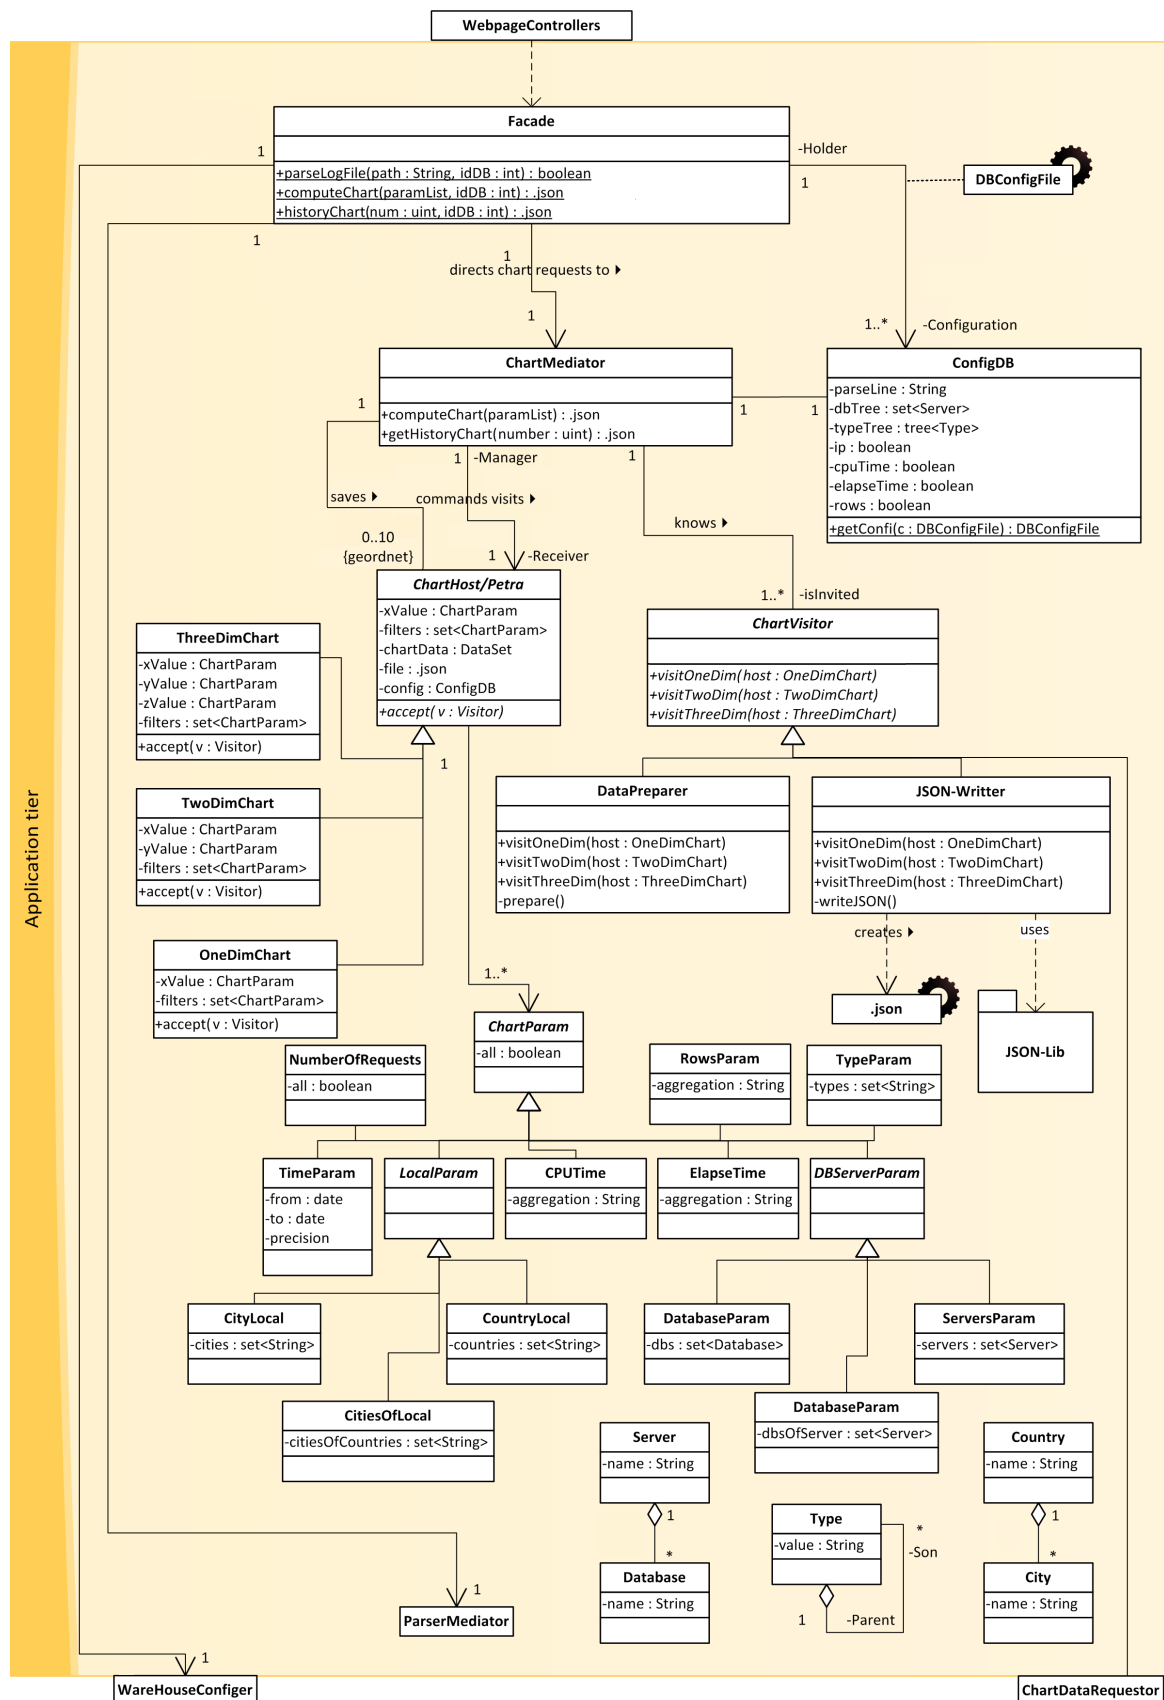 WebpageControllers
Application tier
Facade
+parseLogFile(path : String, idDB : int) : boolean
+computeChart(paramList, idDB : int) : .json
+historyChart(num : uint, idDB : int) : .json
1
1
-Holder
1
DBConfigFile
1
directs chart requests to
1
1..*
-Configuration
ChartMediator
+computeChart(paramList) : .json
+getHistoryChart(number : uint) : .json
ConfigDB
-parseLine : String
-dbTree : set<Server>
-typeTree : tree<Type>
-ip : boolean
-cpuTime : boolean
-elapseTime : boolean
-rows : boolean
+getConfi(c : DBConfigFile) : DBConfigFile
1
1
1
1
-Manager
1
saves
commands visits
knows
0..10
{geordnet}
1
-Receiver
1..*
-isInvited
ChartHost/Petra
-xValue : ChartParam
-filters : set<ChartParam>
-chartData : DataSet
-file : .json
-config : ConfigDB
+accept( v : Visitor)
ChartVisitor
+visitOneDim(host : OneDimChart)
+visitTwoDim(host : TwoDimChart)
+visitThreeDim(host : ThreeDimChart)
ThreeDimChart
-xValue : ChartParam
-yValue : ChartParam
-zValue : ChartParam
-filters : set<ChartParam>
+accept( v : Visitor)
1
TwoDimChart
-xValue : ChartParam
-yValue : ChartParam
-filters : set<ChartParam>
+accept( v : Visitor)
DataPreparer
+visitOneDim(host : OneDimChart)
+visitTwoDim(host : TwoDimChart)
+visitThreeDim(host : ThreeDimChart)
-prepare()
JSON-Writter
+visitOneDim(host : OneDimChart)
+visitTwoDim(host : TwoDimChart)
+visitThreeDim(host : ThreeDimChart)
-writeJSON()
creates
uses
OneDimChart
-xValue : ChartParam
-filters : set<ChartParam>
+accept(v : Visitor)
1..*
.json
JSON-Lib
ChartParam
-all : boolean
NumberOfRequests
-all : boolean
RowsParam
-aggregation : String
TypeParam
-types : set<String>
TimeParam
-from : date
-to : date
-precision
LocalParam
CPUTime
-aggregation : String
ElapseTime
-aggregation : String
DBServerParam
CityLocal
-cities : set<String>
CountryLocal
-countries : set<String>
DatabaseParam
-dbs : set<Database>
ServersParam
-servers : set<Server>
CitiesOfLocal
-citiesOfCountries : set<String>
DatabaseParam
-dbsOfServer : set<Server>
Server
-name : String
1
*
Database
-name : String
Type
-value : String
*
-Son
1
-Parent
Country
-name : String
1
*
City
-name : String
1
ParserMediator
1
WareHouseConfiger
ChartDataRequestor